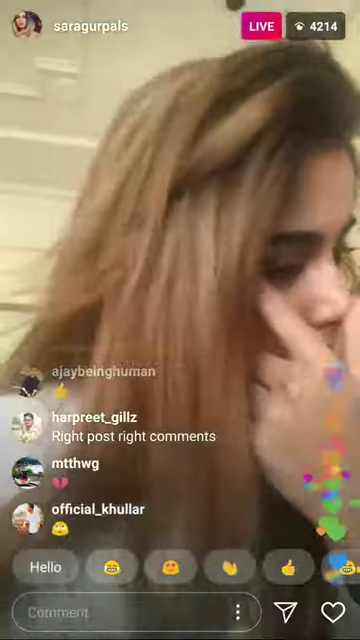 saragurpals
LIVE
4214
ajaybeinghuman
👍
harpreet_gillz
Right post right comments
mtthwg
💔
official_khullar
🙄
Hello
Comment